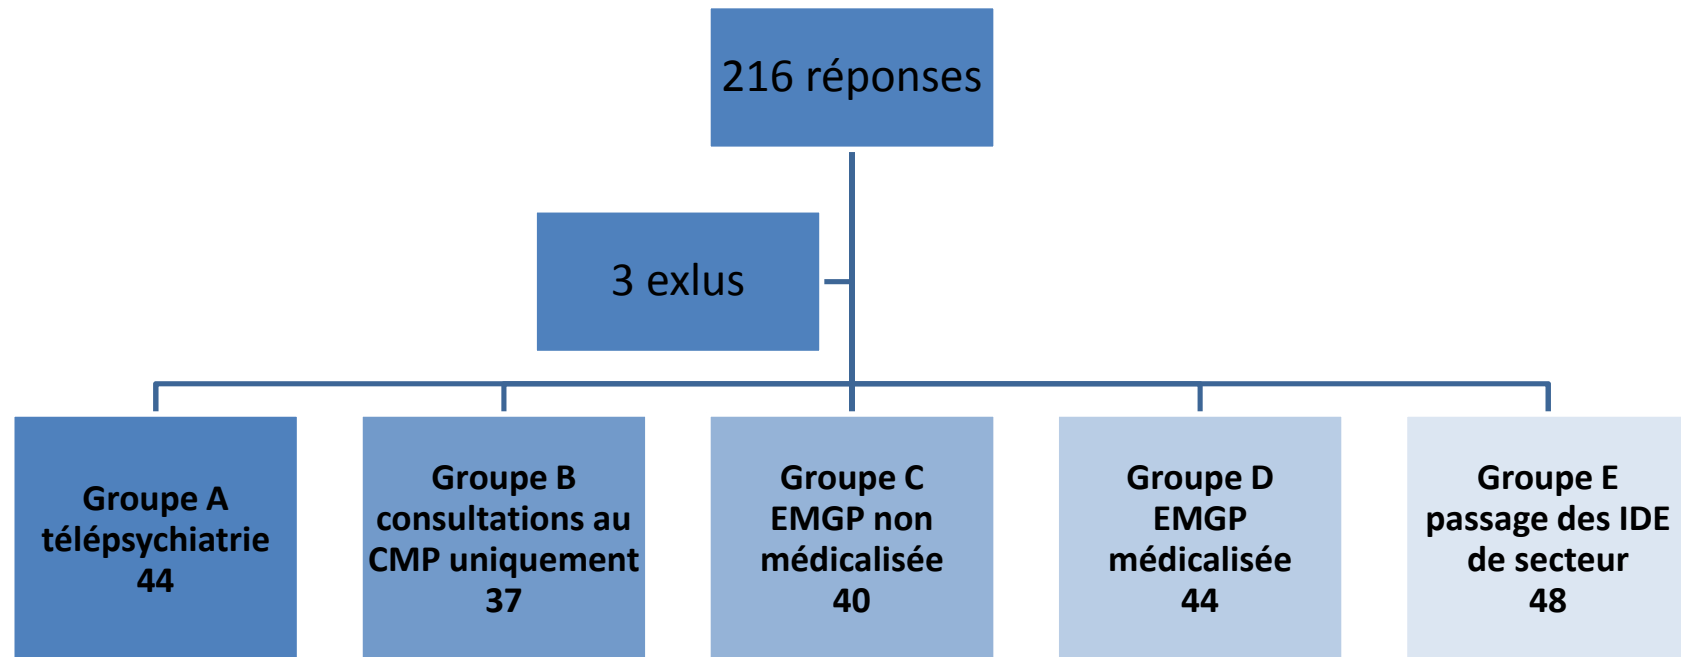 216 réponses
3 exlus
Groupe A
télépsychiatrie
44
Groupe B
consultations au
CMP uniquement
37
Groupe C
EMGP non
médicalisée
40
Groupe D
EMGP
médicalisée
44
Groupe E
passage des IDE
de secteur
48